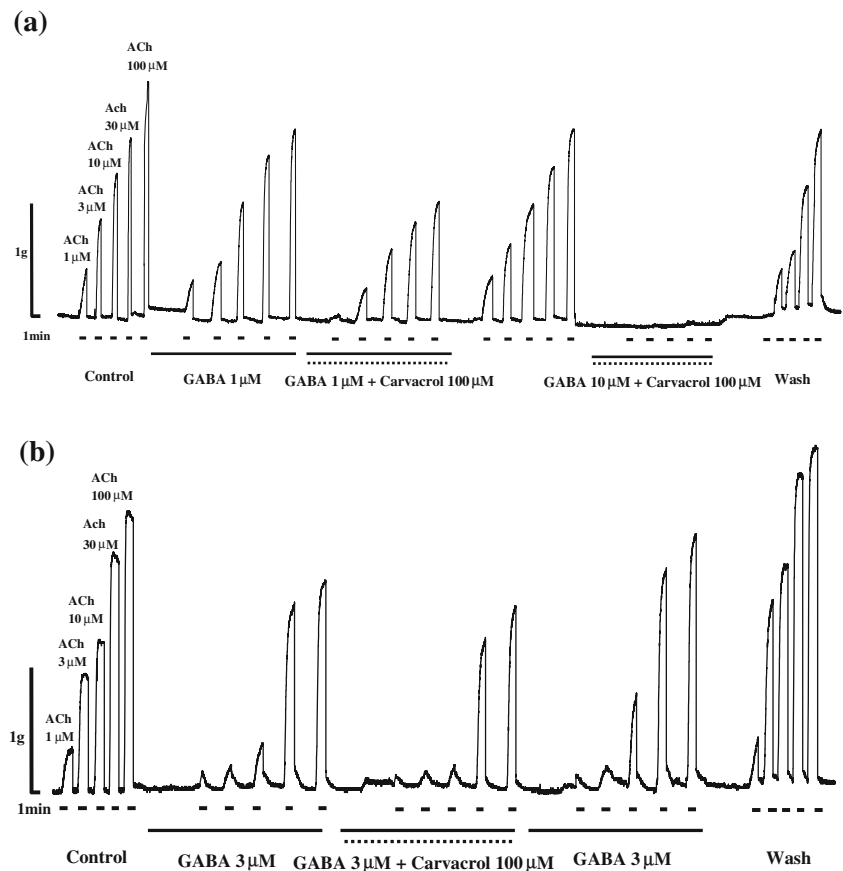 (a)
ACh
100 μM
Ach
30 μM
ACh
10 μM
ACh
3 μM
ACh
1 μM
1g
1min
Control
GABA 1 μM
GABA 1 μM + Carvacrol 100 μM
GABA 10 μM + Carvacrol 100 μM
Wash
(b)
ACh
100 μM
Ach
30 μM
ACh
10 μM
ACh
3 μM
ACh
1 μM
1g
1min
Control
GABA 3 μM
GABA 3 μM + Carvacrol 100 μM
GABA 3 μM
Wash